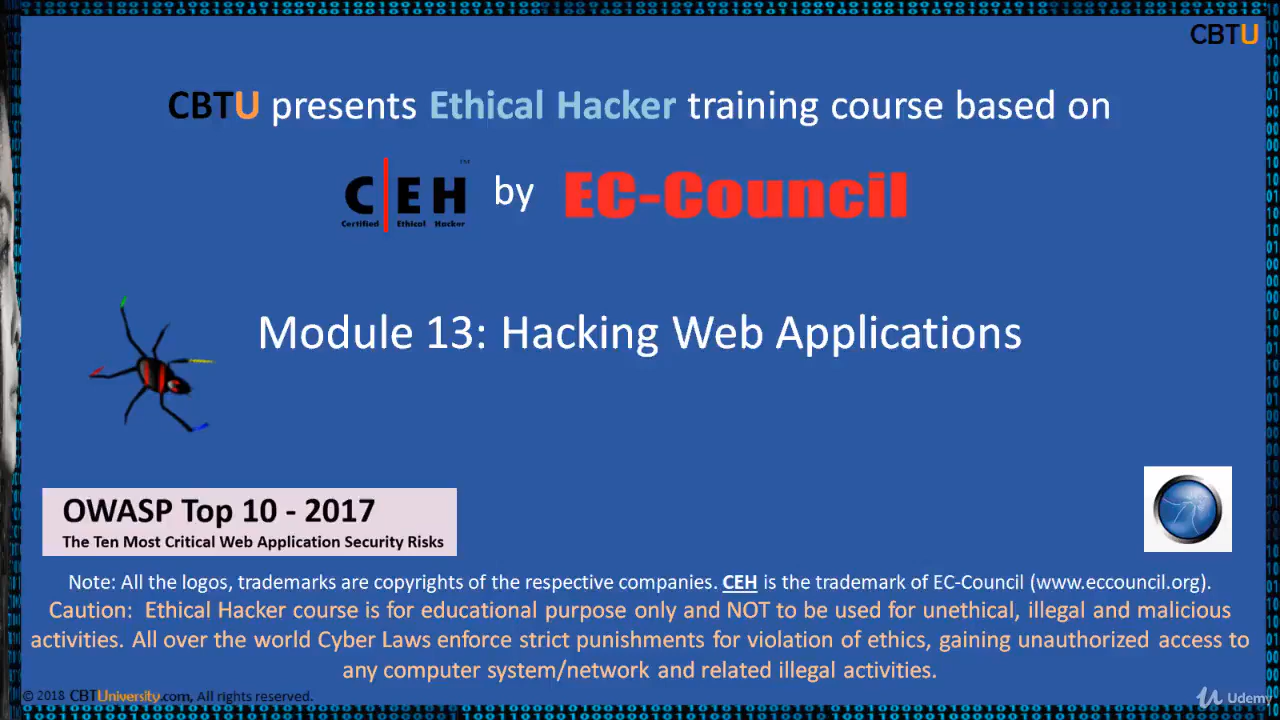 CBTU
CBTU presents Ethical Hacker training course based on
C|EH™ by EC-Council
Certified Ethical Hacker
Module 13: Hacking Web Applications
OWASP Top 10 - 2017
The Ten Most Critical Web Application Security Risks
Note: All the logos, trademarks are copyrights of the respective companies. CEH is the trademark of EC-Council (www.eccouncil.org).
Caution: Ethical Hacker course is for educational purpose only and NOT to be used for unethical, illegal and malicious
activities. All over the world Cyber Laws enforce strict punishments for violation of ethics, gaining unauthorized access to
any computer system/network and related illegal activities.
© 2018 CBTUniversity.com, All rights reserved.
Udemy